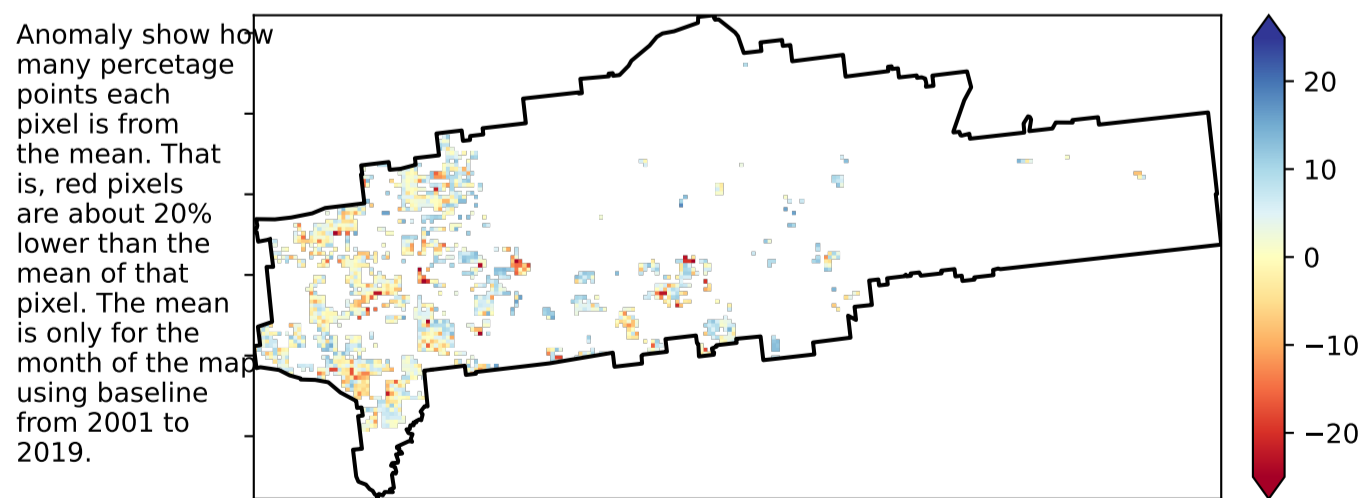 Anomaly show how
many percetage
points each
pixel is from
the mean. That
is, red pixels
are about 20%
lower than the
mean of that
pixel. The mean
is only for the
month of the map
using baseline
from 2001 to
2019.
20
10
0
−10
−20